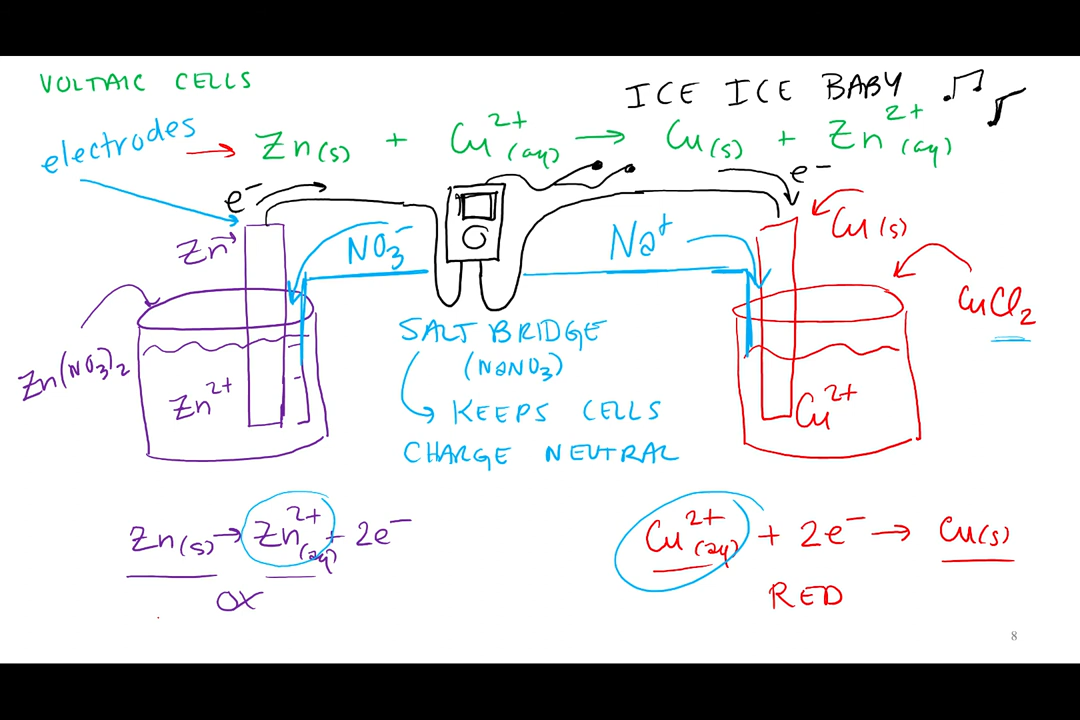 VOLTAIC CELLS
ICE ICE BABY
electrodes
Zn(s) + Cu²⁺(aq) → Cu(s) + Zn²⁺(aq)
e⁻
e⁻
Zn
NO₃⁻
Na⁺
Cu(s)
CuCl₂
SALT BRIDGE
(NaNO₃)
Zn(NO₃)₂
Zn²⁺
KEEPS CELLS
Cu²⁺
CHARGE NEUTRAL
Zn(s) → Zn²⁺(aq) + 2e⁻
Cu²⁺(aq) + 2e⁻ → Cu(s)
OX
RED
8